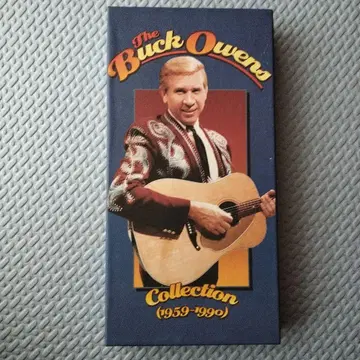 The
Buck Owens
Collection
(1959-1990)